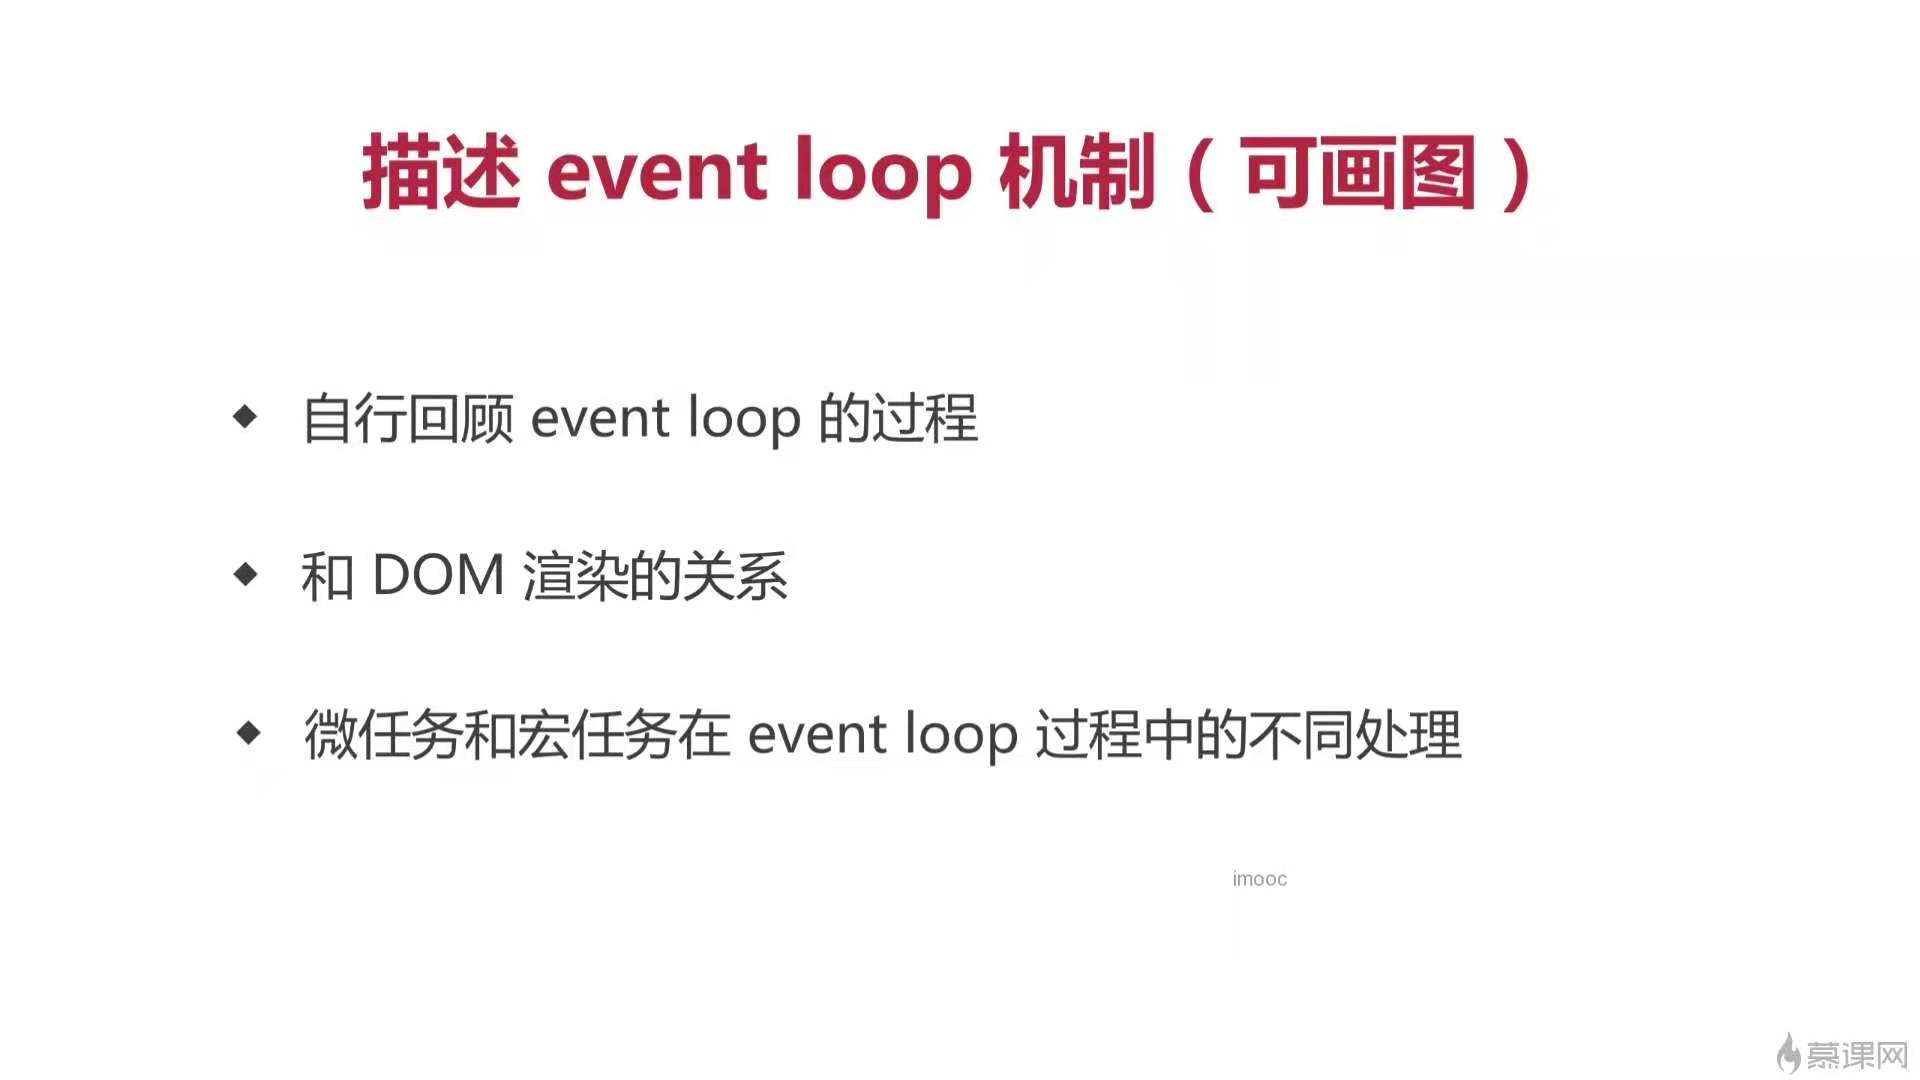 描述 event loop 机制（可画图）
◆ 自行回顾 event loop 的过程
◆ 和 DOM 渲染的关系
◆ 微任务和宏任务在 event loop 过程中的不同处理
imooc
慕课网